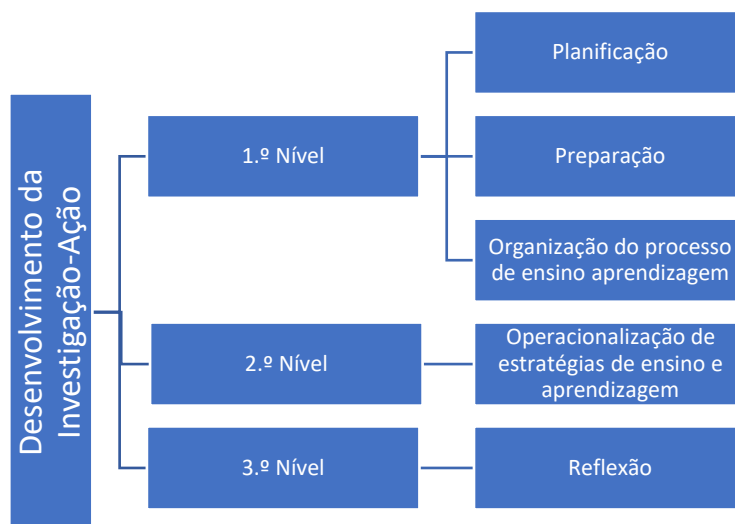 Desenvolvimento da
Investigação-Ação
1.º Nível
Planificação
Preparação
Organização do processo
de ensino aprendizagem
2.º Nível
Operacionalização de
estratégias de ensino e
aprendizagem
3.º Nível
Reflexão